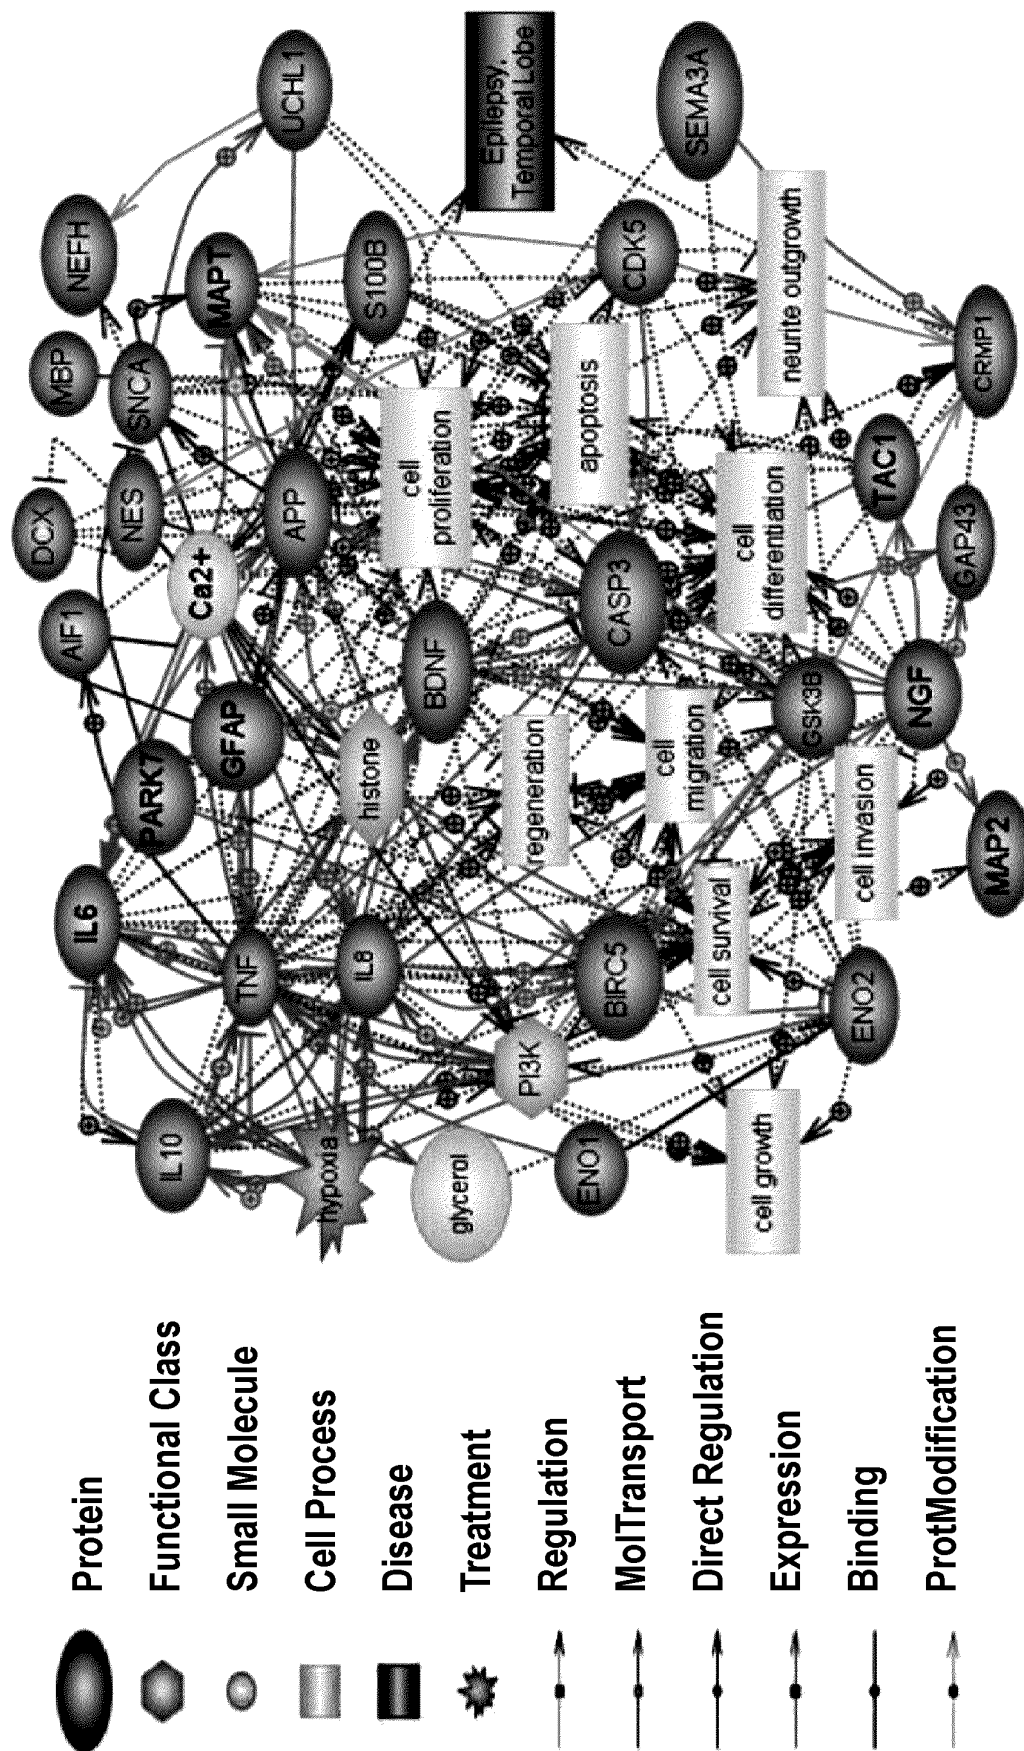 Protein
Functional Class
Small Molecule
Cell Process
Disease
Treatment
Regulation
MolTransport
Direct Regulation
Expression
Binding
ProtModification
DCX
MBP
NEFH
UCHL1
AIF1
NES
SNCA
MAPT
IL6
PARK7
GFAP
Ca2+
APP
S100B
Epilepsy,
Temporal Lobe
IL10
TNF
histone
BDNF
cell
proliferation
hypoxia
IL8
regeneration
CASP3
apoptosis
CDK5
SEMA3A
glycerol
PI3K
BIRC5
cell
migration
cell
differentiation
neurite outgrowth
ENO1
cell survival
GSK3B
TAC1
CRMP1
cell growth
ENO2
cell invasion
NGF
GAP43
MAP2